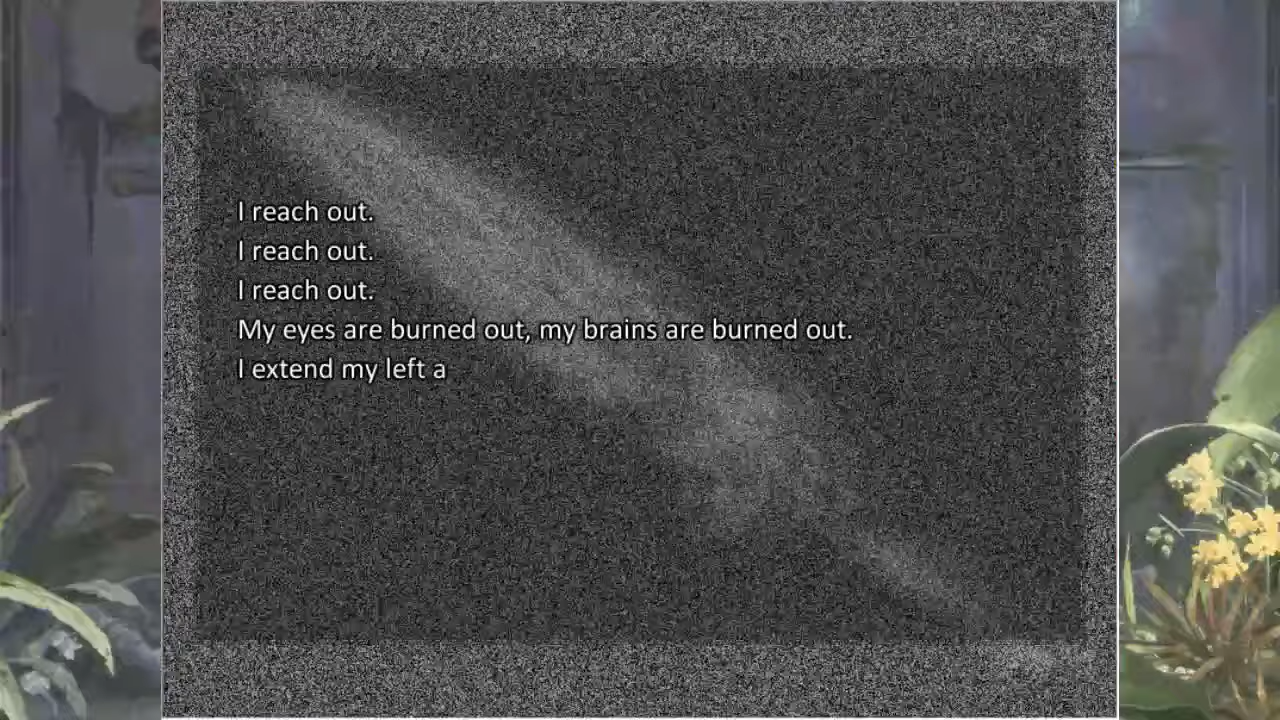 I reach out.
I reach out.
I reach out.
My eyes are burned out, my brains are burned out.
I extend my left a